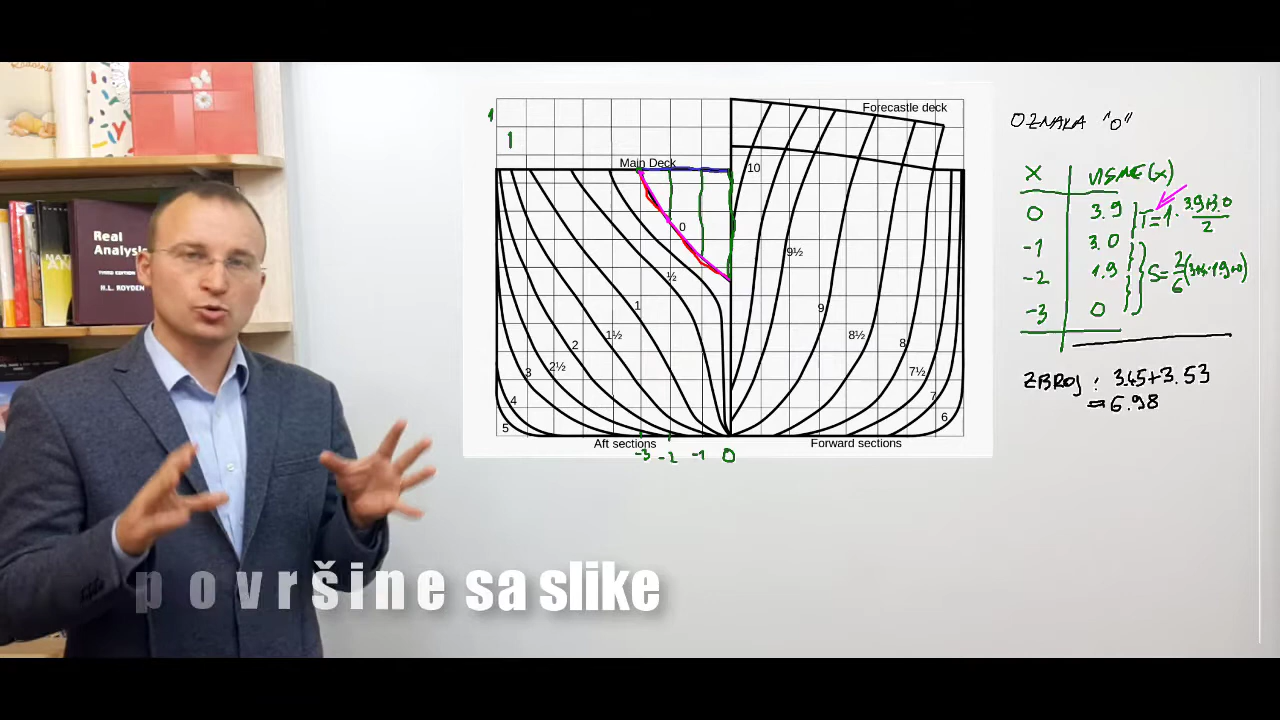 Real
Analysis
THIRD EDITION
H.L. ROYDEN
MATH
1
1
Forecastle deck
Main Deck
10
0
9½
½
1
9
1½
8½
2
8
2½
7½
3
7
4
6
5
Aft sections
Forward sections
-3 -2 -1 0
OZNAKA "0"
X VISINE(X)
0 3.9
-1 3.0
-2 1.9
-3 0
T=1·(3.9+3.0)/2
S=2/6(3+4·1.9+0)
ZBROJ: 3.45+3.53
=6.98
površine sa slike